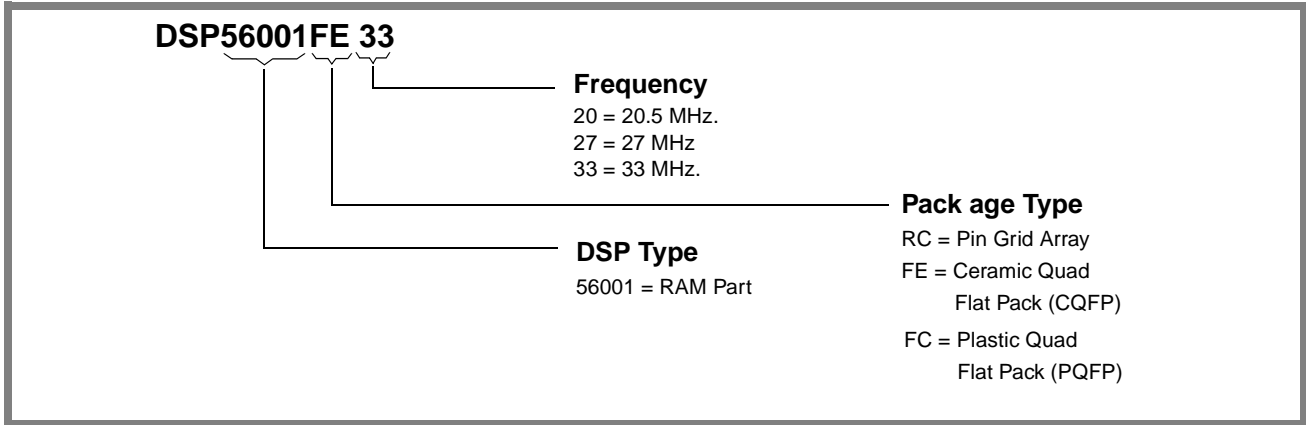 DSP56001FE 33
Frequency
20 = 20.5 MHz.
27 = 27 MHz
33 = 33 MHz.
Pack age Type
RC = Pin Grid Array
FE = Ceramic Quad
Flat Pack (CQFP)
FC = Plastic Quad
Flat Pack (PQFP)
DSP Type
56001 = RAM Part